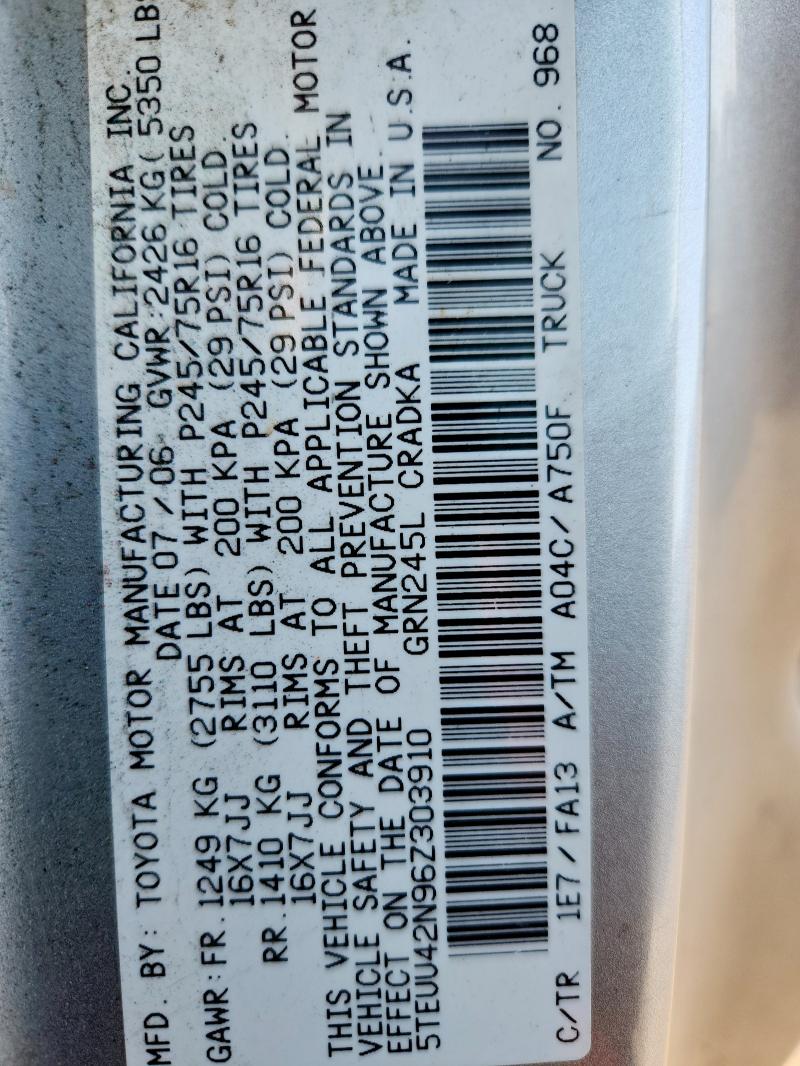 MFD. BY: TOYOTA MOTOR MANUFACTURING CALIFORNIA INC.
DATE 07 / 06 GVWR:2426 KG( 5350 LBS
GAWR:FR.1249 KG (2755 LBS) WITH P245/75R16 TIRES
16X7JJ RIMS AT 200 KPA (29 PSI) COLD.
RR.1410 KG (3110 LBS) WITH P245/75R16 TIRES
16X7JJ RIMS AT 200 KPA (29 PSI) COLD.
THIS VEHICLE CONFORMS TO ALL APPLICABLE FEDERAL MOTOR
VEHICLE SAFETY AND THEFT PREVENTION STANDARDS IN
EFFECT ON THE DATE OF MANUFACTURE SHOWN ABOVE.
5TEUU42N96Z303910 GRN245L CRADKA MADE IN U.S.A.
C/TR 1E7/FA13 A/TM A04C/A750F TRUCK NO. 968